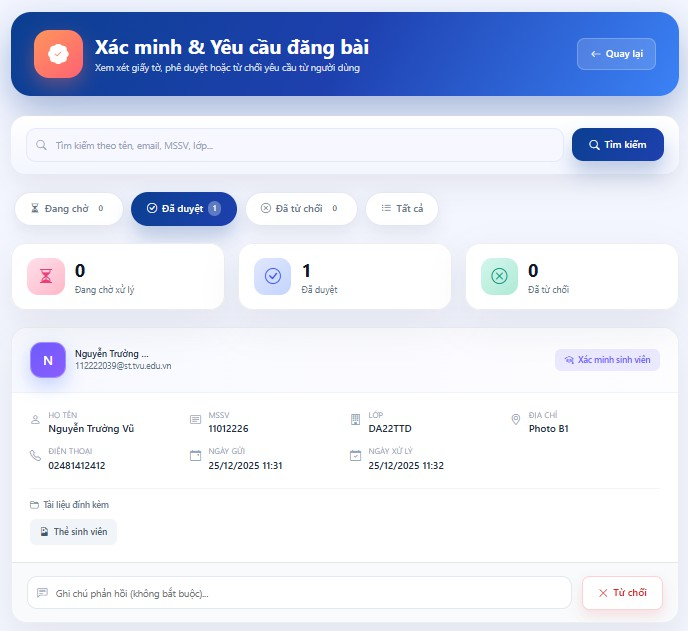 Xác minh & Yêu cầu đăng bài
Xem xét giấy tờ, phê duyệt hoặc từ chối yêu cầu từ người dùng
← Quay lại
Tìm kiếm theo tên, email, MSSV, lớp...
Tìm kiếm
Đang chờ 0
Đã duyệt 1
Đã từ chối 0
Tất cả
0
Đang chờ xử lý
1
Đã duyệt
0
Đã từ chối
N
Nguyễn Trường ...
112222039@st.tvu.edu.vn
Xác minh sinh viên
HỌ TÊN
Nguyễn Trường Vũ
MSSV
11012226
LỚP
DA22TTD
ĐỊA CHỈ
Photo B1
ĐIỆN THOẠI
02481412412
NGÀY GỬI
25/12/2025 11:31
NGÀY XỬ LÝ
25/12/2025 11:32
Tài liệu đính kèm
Thẻ sinh viên
Ghi chú phản hồi (không bắt buộc)...
Từ chối